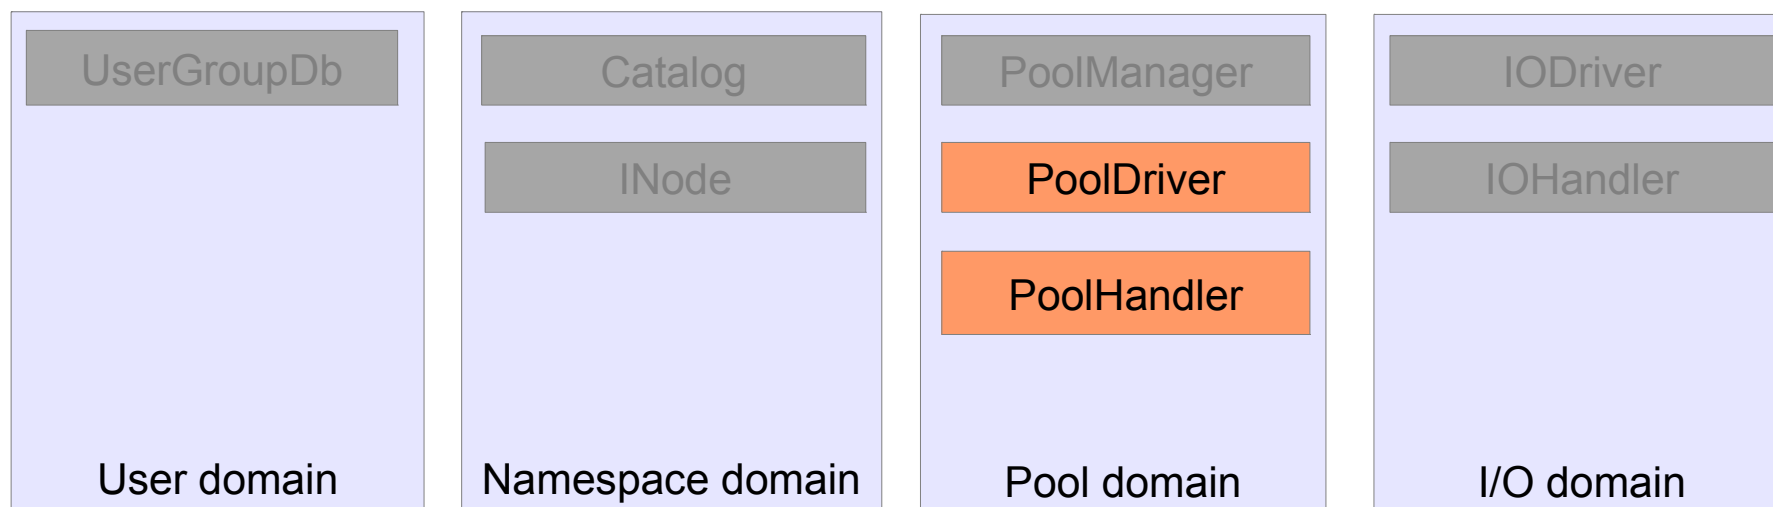 UserGroupDb
Catalog
PoolManager
IODriver
INode
PoolDriver
IOHandler
PoolHandler
User domain
Namespace domain
Pool domain
I/O domain